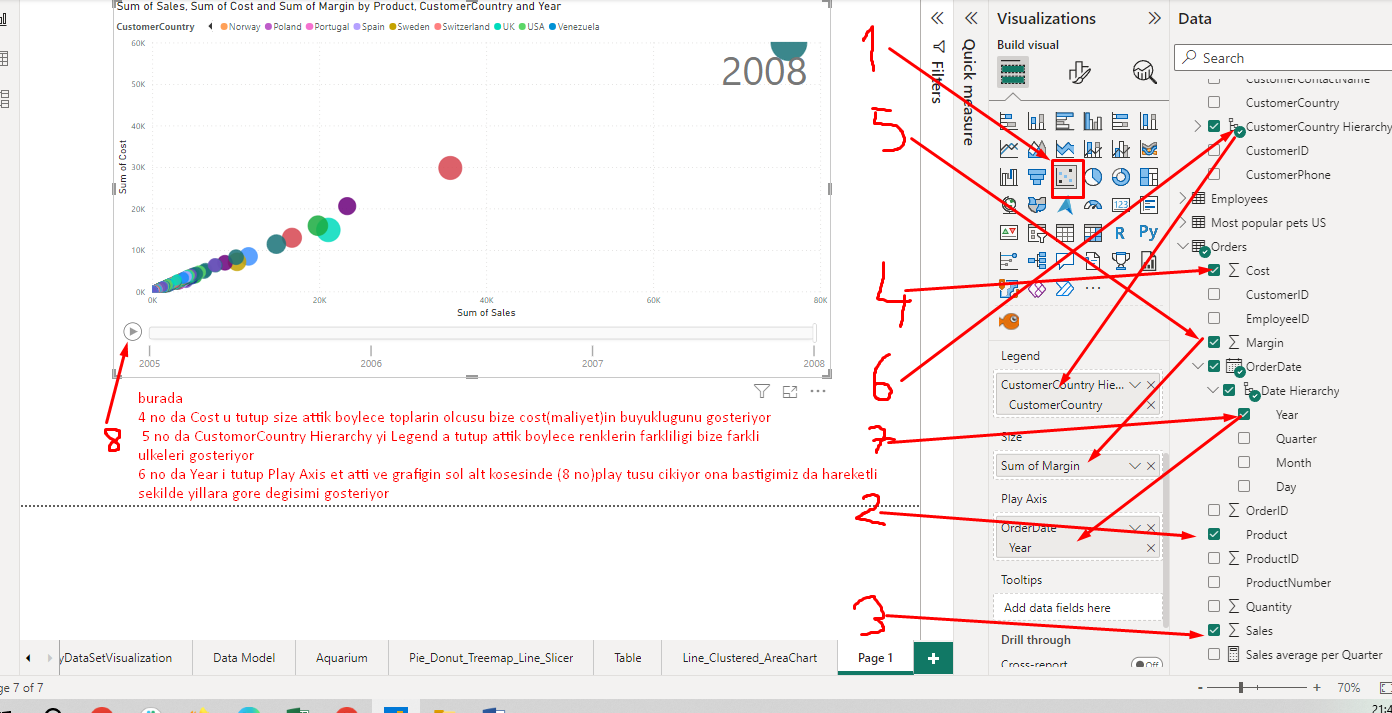 Sum of Sales, Sum of Cost and Sum of Margin by Product, CustomerCountry and Year
CustomerCountry Norway Poland Portugal Spain Sweden Switzerland UK USA Venezuela
2008
60K
50K
40K
30K
20K
10K
0K
Sum of Cost
0K 20K 40K 60K 80K
Sum of Sales
2005 2006 2007 2008
burada
4 no da Cost u tutup size attik boylece toplarin olcusu bize cost(maliyet)in buyuklugunu gosteriyor
5 no da CustomorCountry Hierarchy yi Legend a tutup attik boylece renklerin farkliligi bize farkli
ulkeleri gosteriyor
6 no da Year i tutup Play Axis et atti ve grafigin sol alt kosesinde (8 no)play tusu cikiyor ona bastigimiz da hareketli
sekilde yillara gore degisimi gosteriyor
8
1
5
4
6
7
2
3
Filters
Quick measure
Visualizations
Build visual
123
R Py
Legend
CustomerCountry Hie...
CustomerCountry
Size
Sum of Margin
Play Axis
OrderDate
Year
Tooltips
Add data fields here
Drill through
Cross-report
Off
Data
Search
CustomerContactName
CustomerCountry
CustomerCountry Hierarchy
CustomerID
CustomerPhone
Employees
Most popular pets US
Orders
Cost
CustomerID
EmployeeID
Margin
OrderDate
Date Hierarchy
Year
Quarter
Month
Day
OrderID
Product
ProductID
ProductNumber
Quantity
Sales
Sales average per Quarter
yDataSetVisualization Data Model Aquarium Pie_Donut_Treemap_Line_Slicer Table Line_Clustered_AreaChart Page 1 +
ge 7 of 7
- + 70%
21:4